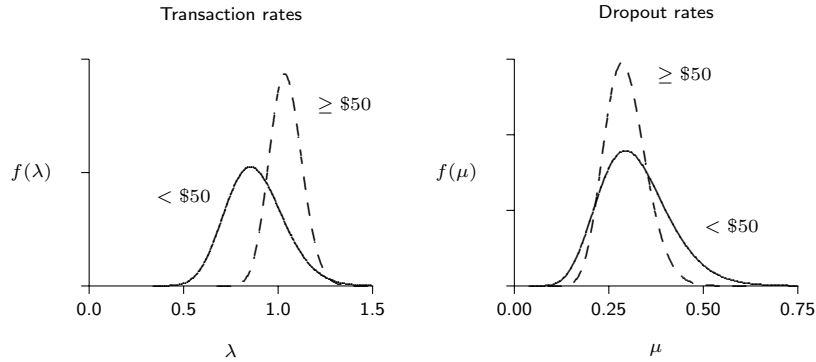 Transaction rates
f(λ)
≥ $50
< $50
0.0 0.5 1.0 1.5
λ
Dropout rates
f(μ)
≥ $50
< $50
0.00 0.25 0.50 0.75
μ